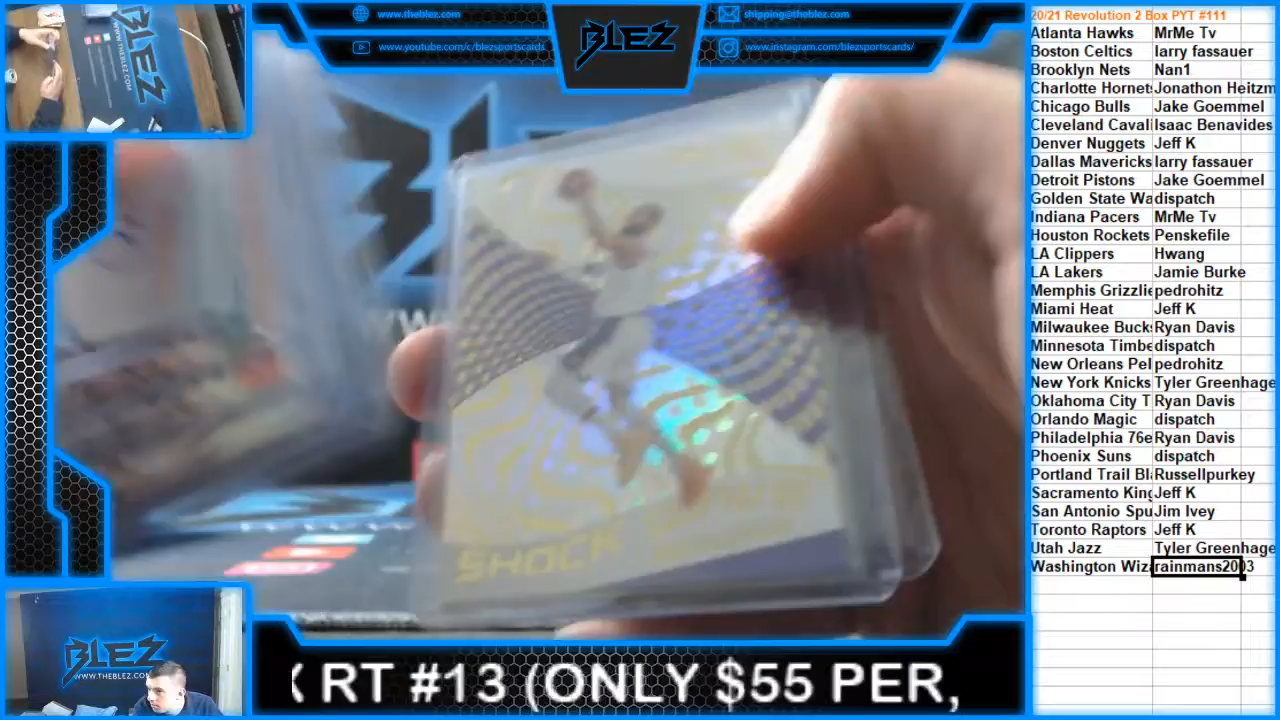 www.theblez.com
shipping@theblez.com
www.youtube.com/c/blezsportscards
www.instagram.com/blezsportscards/
BLEZ
20/21 Revolution 2 Box PYT #111
Atlanta Hawks MrMe Tv
Boston Celtics larry fassauer
Brooklyn Nets Nan1
Charlotte Hornets Jonathon Heitzm
Chicago Bulls Jake Goemmel
Cleveland Cavali Isaac Benavides
Denver Nuggets Jeff K
Dallas Mavericks larry fassauer
Detroit Pistons Jake Goemmel
Golden State Wa dispatch
Indiana Pacers MrMe Tv
Houston Rockets Penskefile
LA Clippers Hwang
LA Lakers Jamie Burke
Memphis Grizzlie pedrohitz
Miami Heat Jeff K
Milwaukee Bucks Ryan Davis
Minnesota Timbe dispatch
New Orleans Pel pedrohitz
New York Knicks Tyler Greenhage
Oklahoma City T Ryan Davis
Orlando Magic dispatch
Philadelphia 76e Ryan Davis
Phoenix Suns dispatch
Portland Trail Bl Russellpurkey
Sacramento King Jeff K
San Antonio Spu Jim Ivey
Toronto Raptors Jeff K
Utah Jazz Tyler Greenhage
Washington Wiz rainmans2003
SHOCK
BLEZ
WWW.THEBLEZ.COM
X RT #13 (ONLY $55 PER,